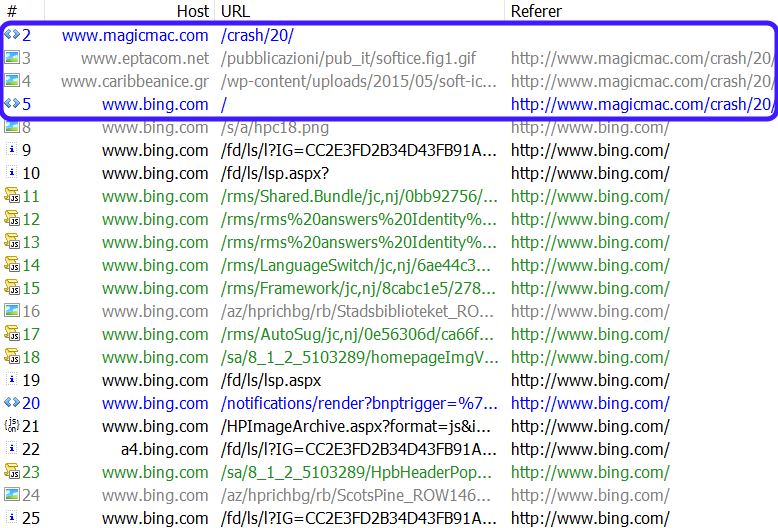 # Host URL Referer
2 www.magicmac.com /crash/20/
3 www.eptacom.net /pubblicazioni/pub_it/softice.fig1.gif http://www.magicmac.com/crash/20/
4 www.caribbeanice.gr /wp-content/uploads/2015/05/soft-ic... http://www.magicmac.com/crash/20/
5 www.bing.com / http://www.magicmac.com/crash/20/
8 www.bing.com /s/a/hpc18.png http://www.bing.com/
9 www.bing.com /fd/ls/l?IG=CC2E3FD2B34D43FB91A... http://www.bing.com/
10 www.bing.com /fd/ls/lsp.aspx? http://www.bing.com/
11 www.bing.com /rms/Shared.Bundle/jc,nj/0bb92756/... http://www.bing.com/
12 www.bing.com /rms/rms%20answers%20Identity%... http://www.bing.com/
13 www.bing.com /rms/rms%20answers%20Identity%... http://www.bing.com/
14 www.bing.com /rms/LanguageSwitch/jc,nj/6ae44c3... http://www.bing.com/
15 www.bing.com /rms/Framework/jc,nj/8cabc1e5/278... http://www.bing.com/
16 www.bing.com /az/hprichbg/rb/Stadsbiblioteket_RO... http://www.bing.com/
17 www.bing.com /rms/AutoSug/jc,nj/0e56306d/ca66f... http://www.bing.com/
18 www.bing.com /sa/8_1_2_5103289/homepageImgV... http://www.bing.com/
19 www.bing.com /fd/ls/lsp.aspx http://www.bing.com/
20 www.bing.com /notifications/render?bnptrigger=%7... http://www.bing.com/
21 www.bing.com /HPImageArchive.aspx?format=js&i... http://www.bing.com/
22 a4.bing.com /fd/ls/l?IG=CC2E3FD2B34D43FB91A... http://www.bing.com/
23 www.bing.com /sa/8_1_2_5103289/HpbHeaderPop... http://www.bing.com/
24 www.bing.com /az/hprichbg/rb/ScotsPine_ROW146... http://www.bing.com/
25 www.bing.com /fd/ls/l?IG=CC2E3FD2B34D43FB91A... http://www.bing.com/